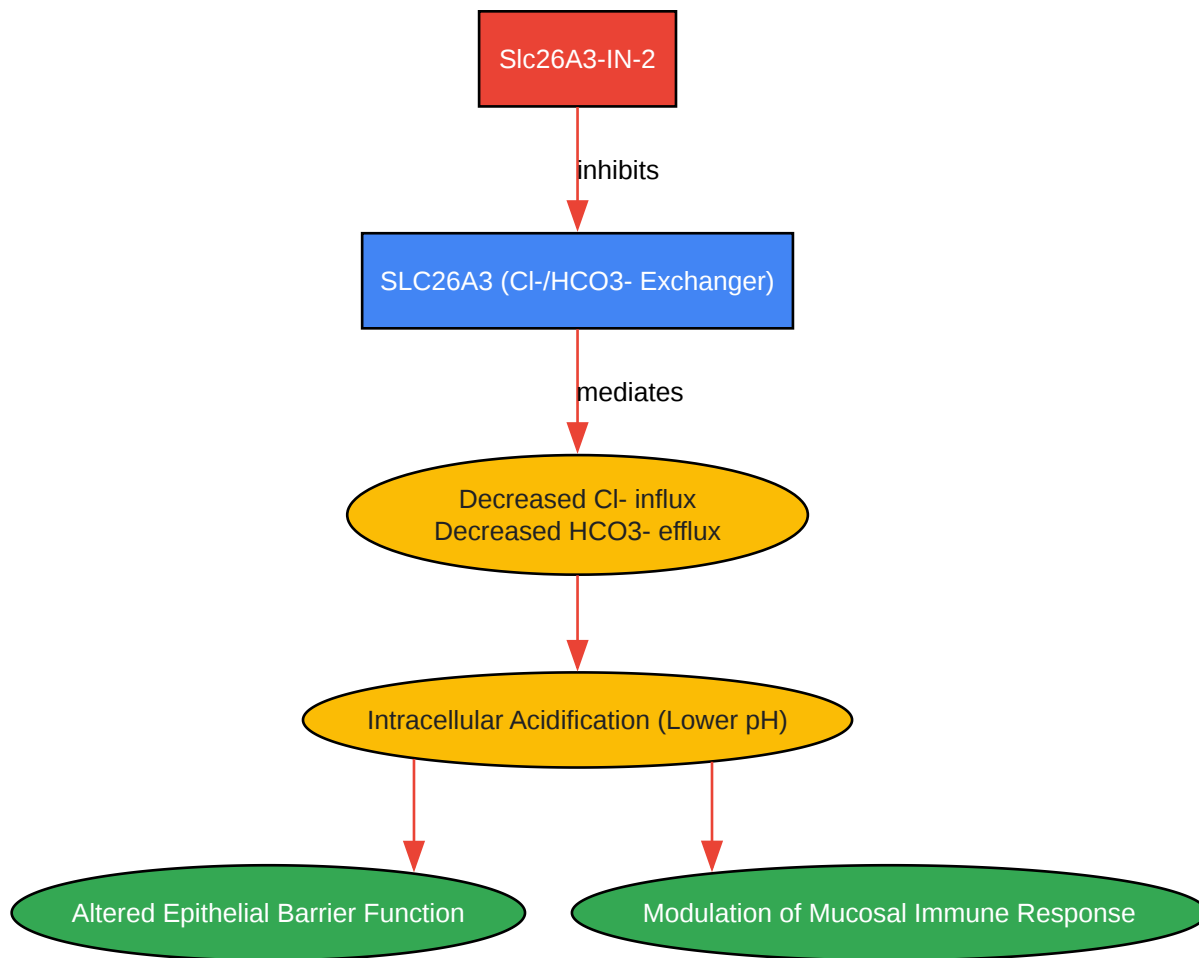 Slc26A3-IN-2
inhibits
SLC26A3 (Cl-/HCO3- Exchanger)
mediates
Decreased Cl- influx
Decreased HCO3- efflux
Intracellular Acidification (Lower pH)
Altered Epithelial Barrier Function
Modulation of Mucosal Immune Response